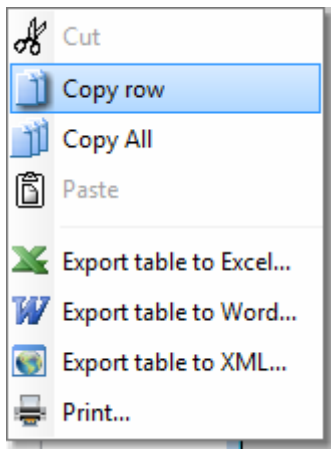 Cut
Copy row
Copy All
Paste
Export table to Excel...
Export table to Word...
Export table to XML...
Print...